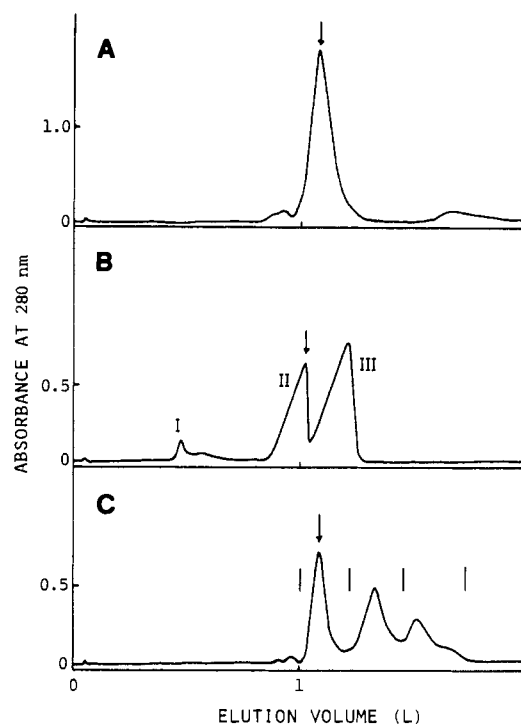 A
1.0
0
B
0.5
0
I
II
III
C
0.5
0
0
1
ABSORBANCE AT 280 nm
ELUTION VOLUME (L)